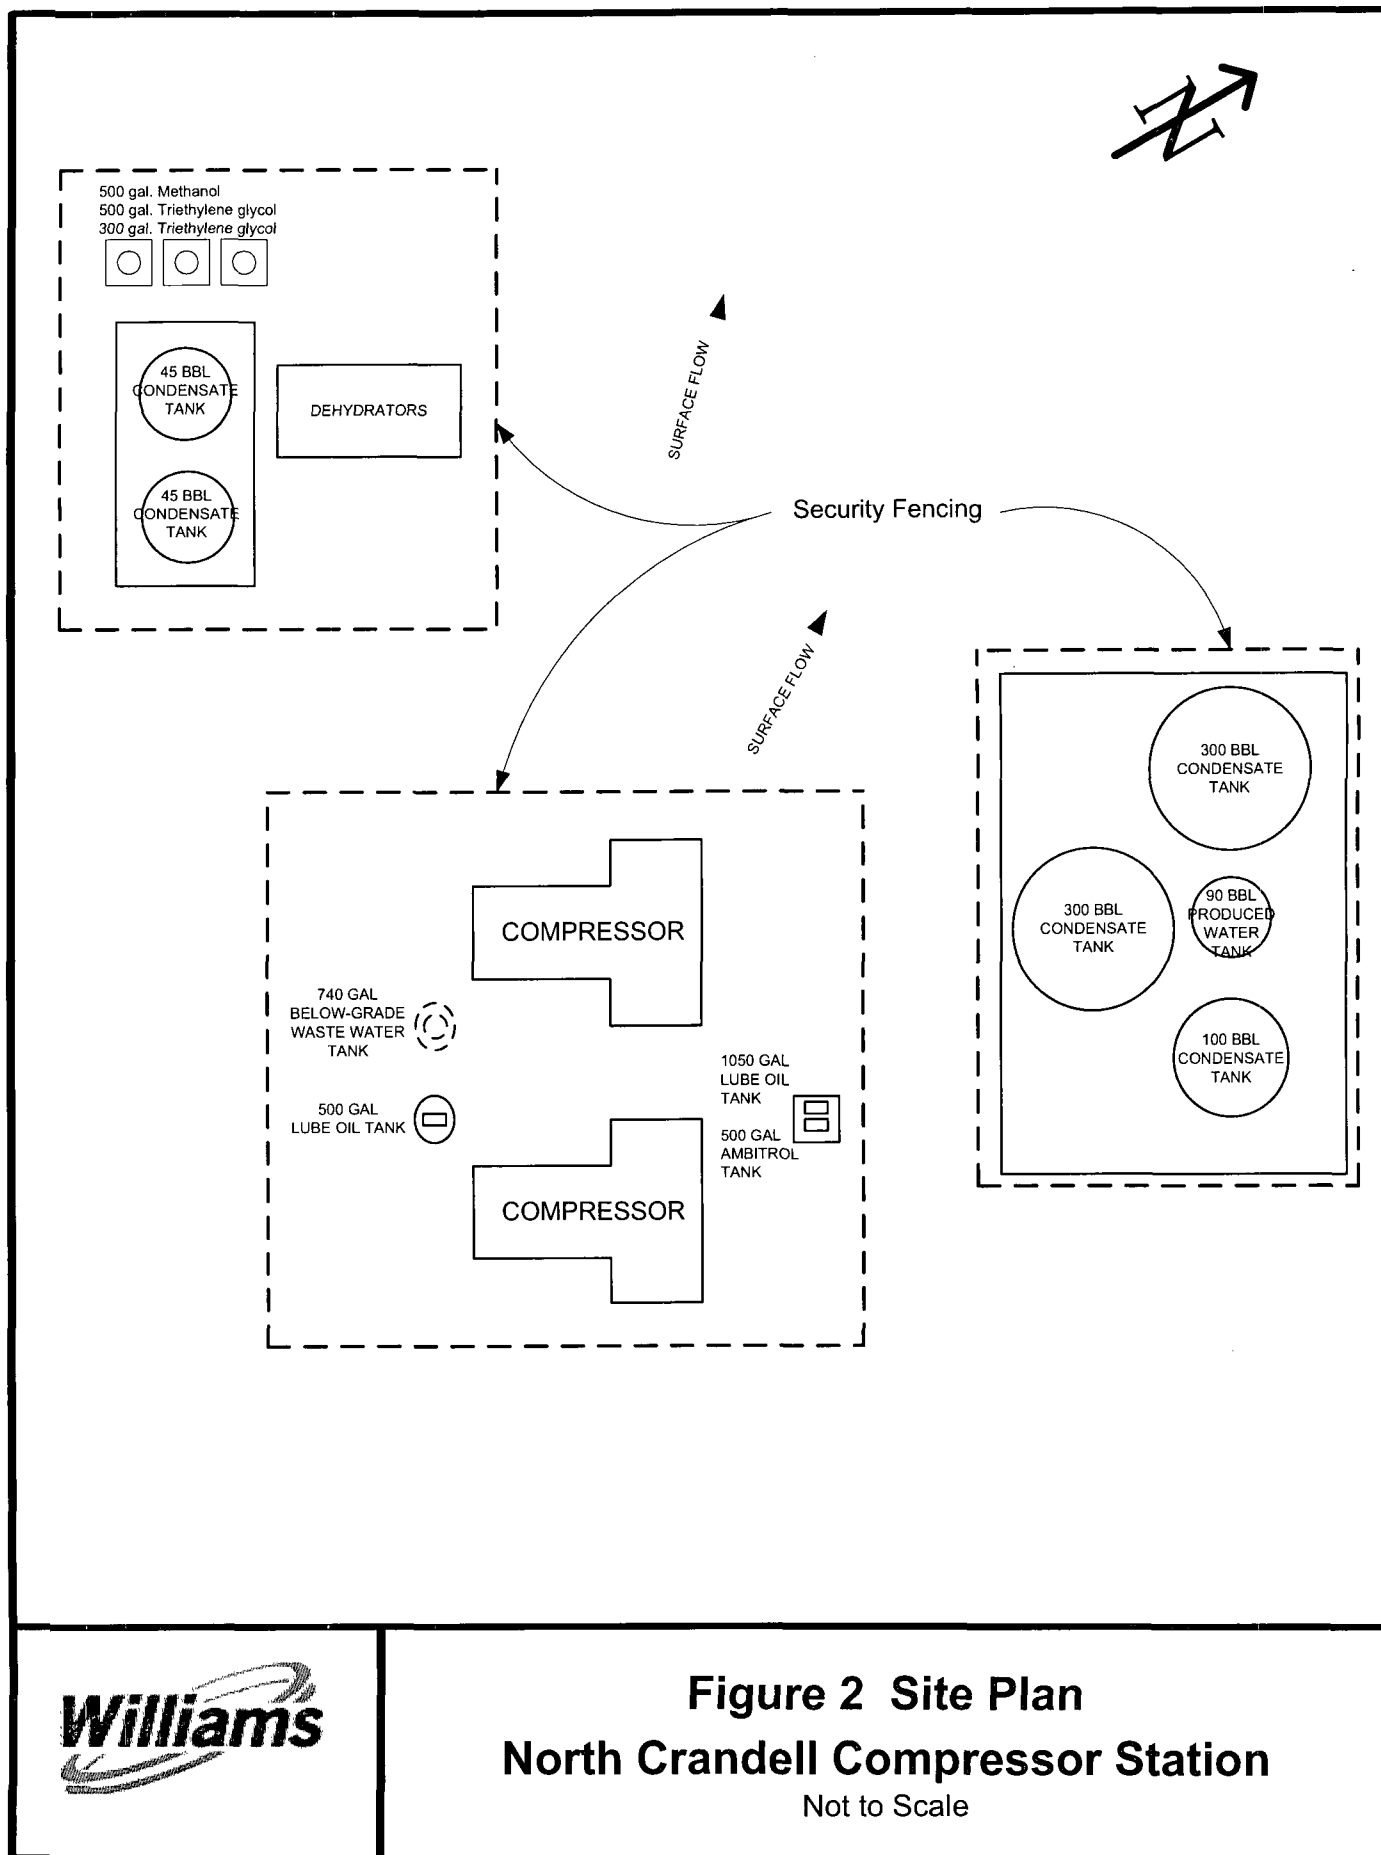 N
500 gal. Methanol
500 gal. Triethylene glycol
300 gal. Triethylene glycol
45 BBL
CONDENSATE
TANK
DEHYDRATORS
45 BBL
CONDENSATE
TANK
SURFACE FLOW
Security Fencing
SURFACE FLOW
300 BBL
CONDENSATE
TANK
300 BBL
CONDENSATE
TANK
90 BBL
PRODUCED
WATER
TANK
100 BBL
CONDENSATE
TANK
COMPRESSOR
740 GAL
BELOW-GRADE
WASTE WATER
TANK
500 GAL
LUBE OIL TANK
1050 GAL
LUBE OIL
TANK
500 GAL
AMBITROL
TANK
COMPRESSOR
Williams
Figure 2 Site Plan
North Crandell Compressor Station
Not to Scale